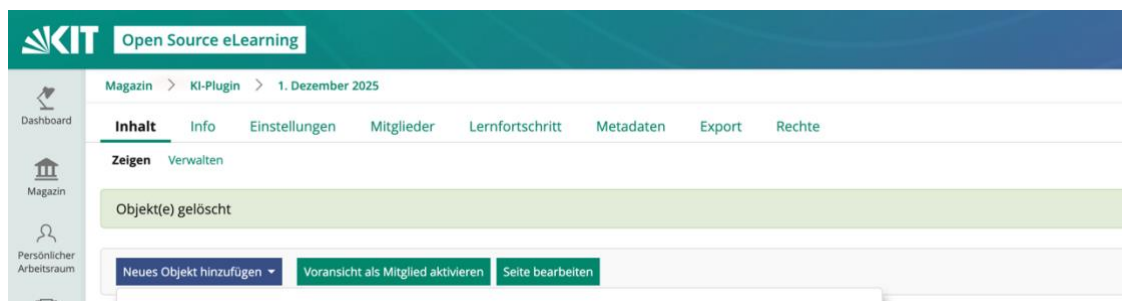 KIT Open Source eLearning
Magazin > KI-Plugin > 1. Dezember 2025
Dashboard
Inhalt Info Einstellungen Mitglieder Lernfortschritt Metadaten Export Rechte
Zeigen Verwalten
Magazin
Objekt(e) gelöscht
Persönlicher
Arbeitsraum
Neues Objekt hinzufügen Voransicht als Mitglied aktivieren Seite bearbeiten